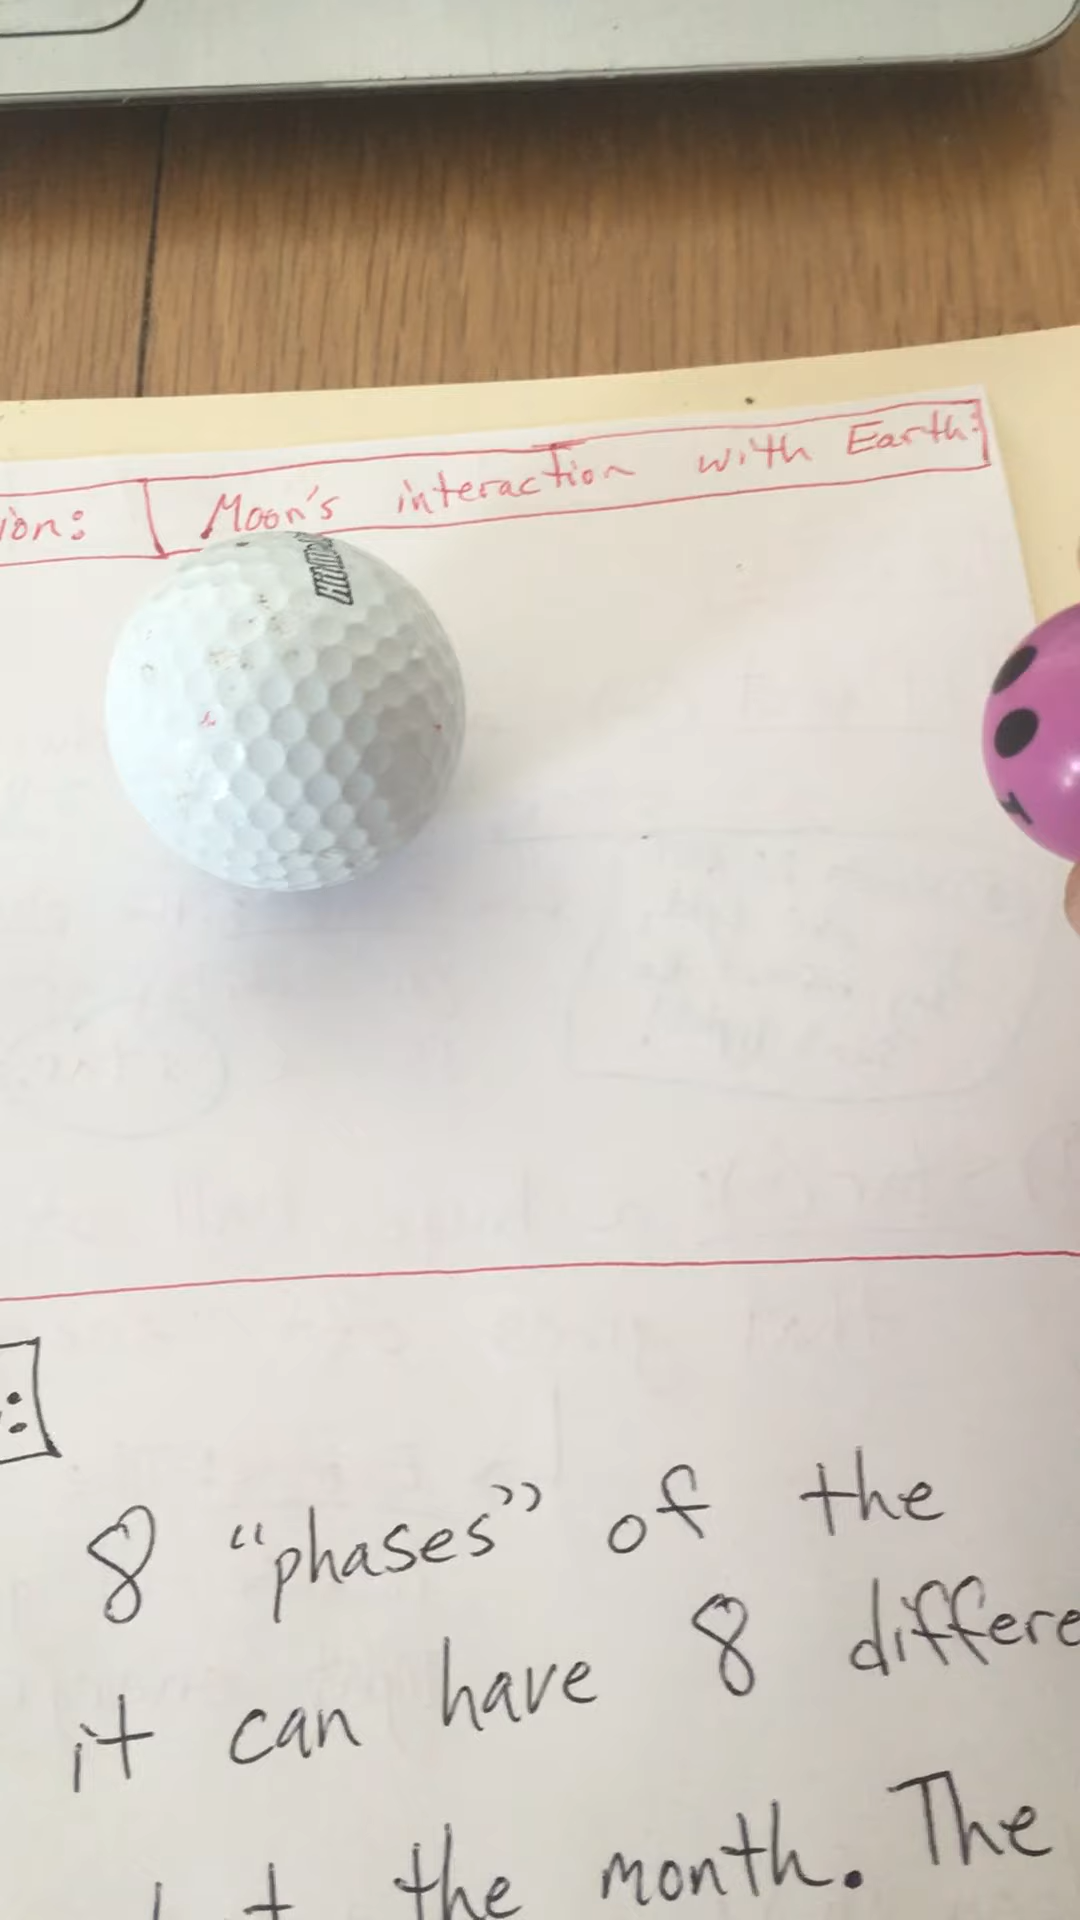 ion:
Moon's interaction with Earth:
:
8 "phases" of the
it can have 8 differe
the month. The